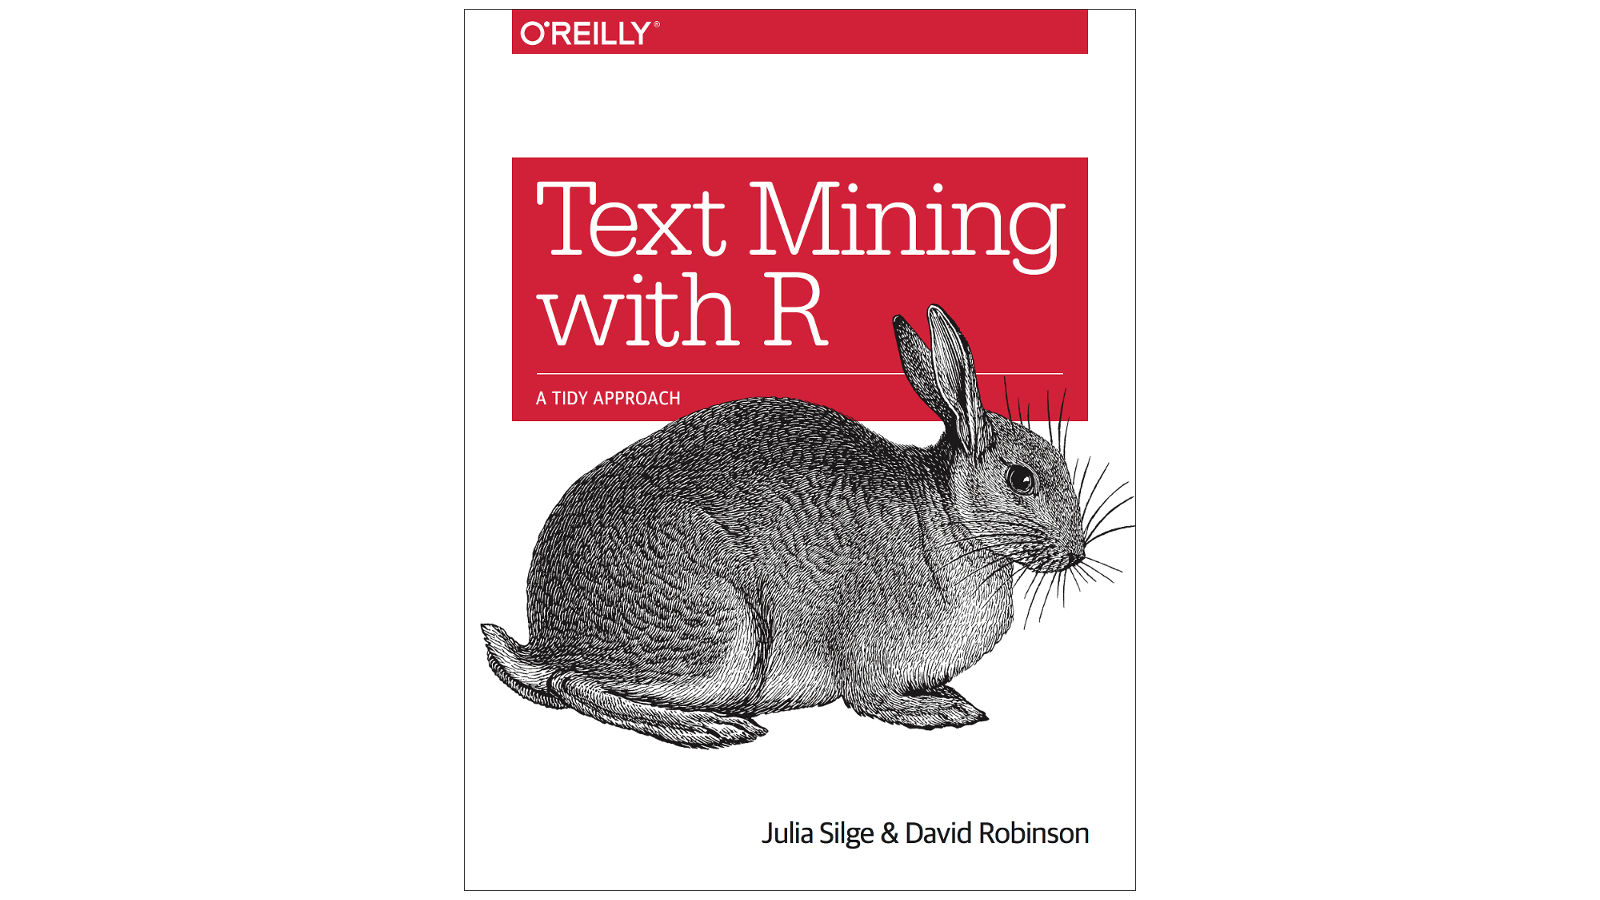 O'REILLY®
Text Mining
with R
A TIDY APPROACH
Julia Silge & David Robinson